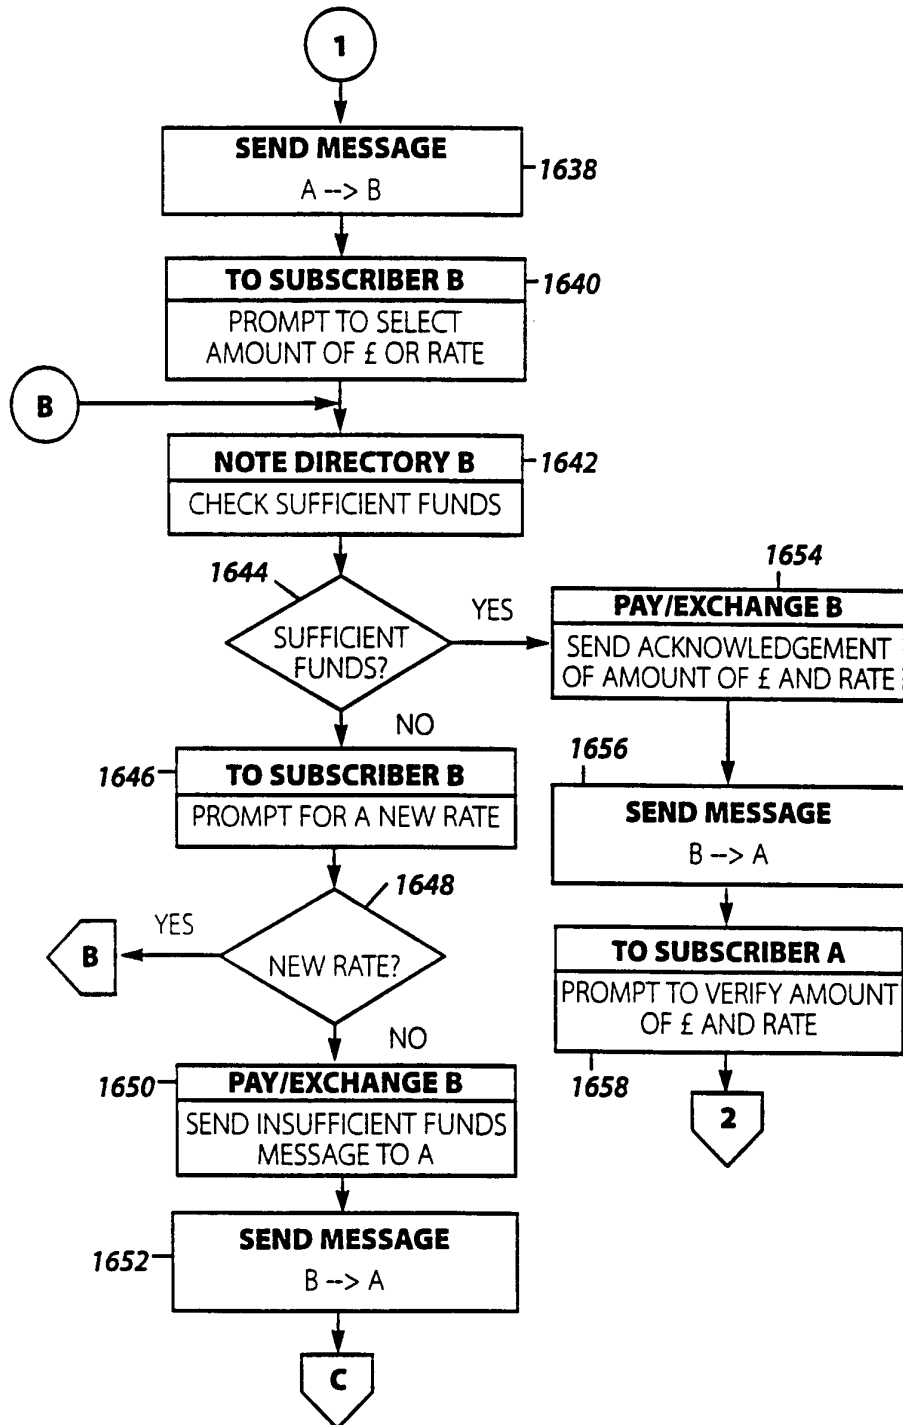 1
SEND MESSAGE
A --> B
1638
TO SUBSCRIBER B
1640
PROMPT TO SELECT
AMOUNT OF £ OR RATE
B
NOTE DIRECTORY B
1642
CHECK SUFFICIENT FUNDS
1644
SUFFICIENT
FUNDS?
YES
NO
1646
TO SUBSCRIBER B
PROMPT FOR A NEW RATE
1648
NEW RATE?
YES
B
NO
1650
PAY/EXCHANGE B
SEND INSUFFICIENT FUNDS
MESSAGE TO A
1652
SEND MESSAGE
B --> A
C
1654
PAY/EXCHANGE B
SEND ACKNOWLEDGEMENT
OF AMOUNT OF £ AND RATE
1656
SEND MESSAGE
B --> A
TO SUBSCRIBER A
PROMPT TO VERIFY AMOUNT
OF £ AND RATE
1658
2